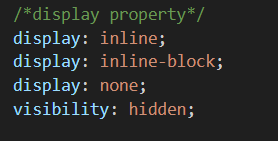 /*display property*/
display: inline;
display: inline-block;
display: none;
visibility: hidden;